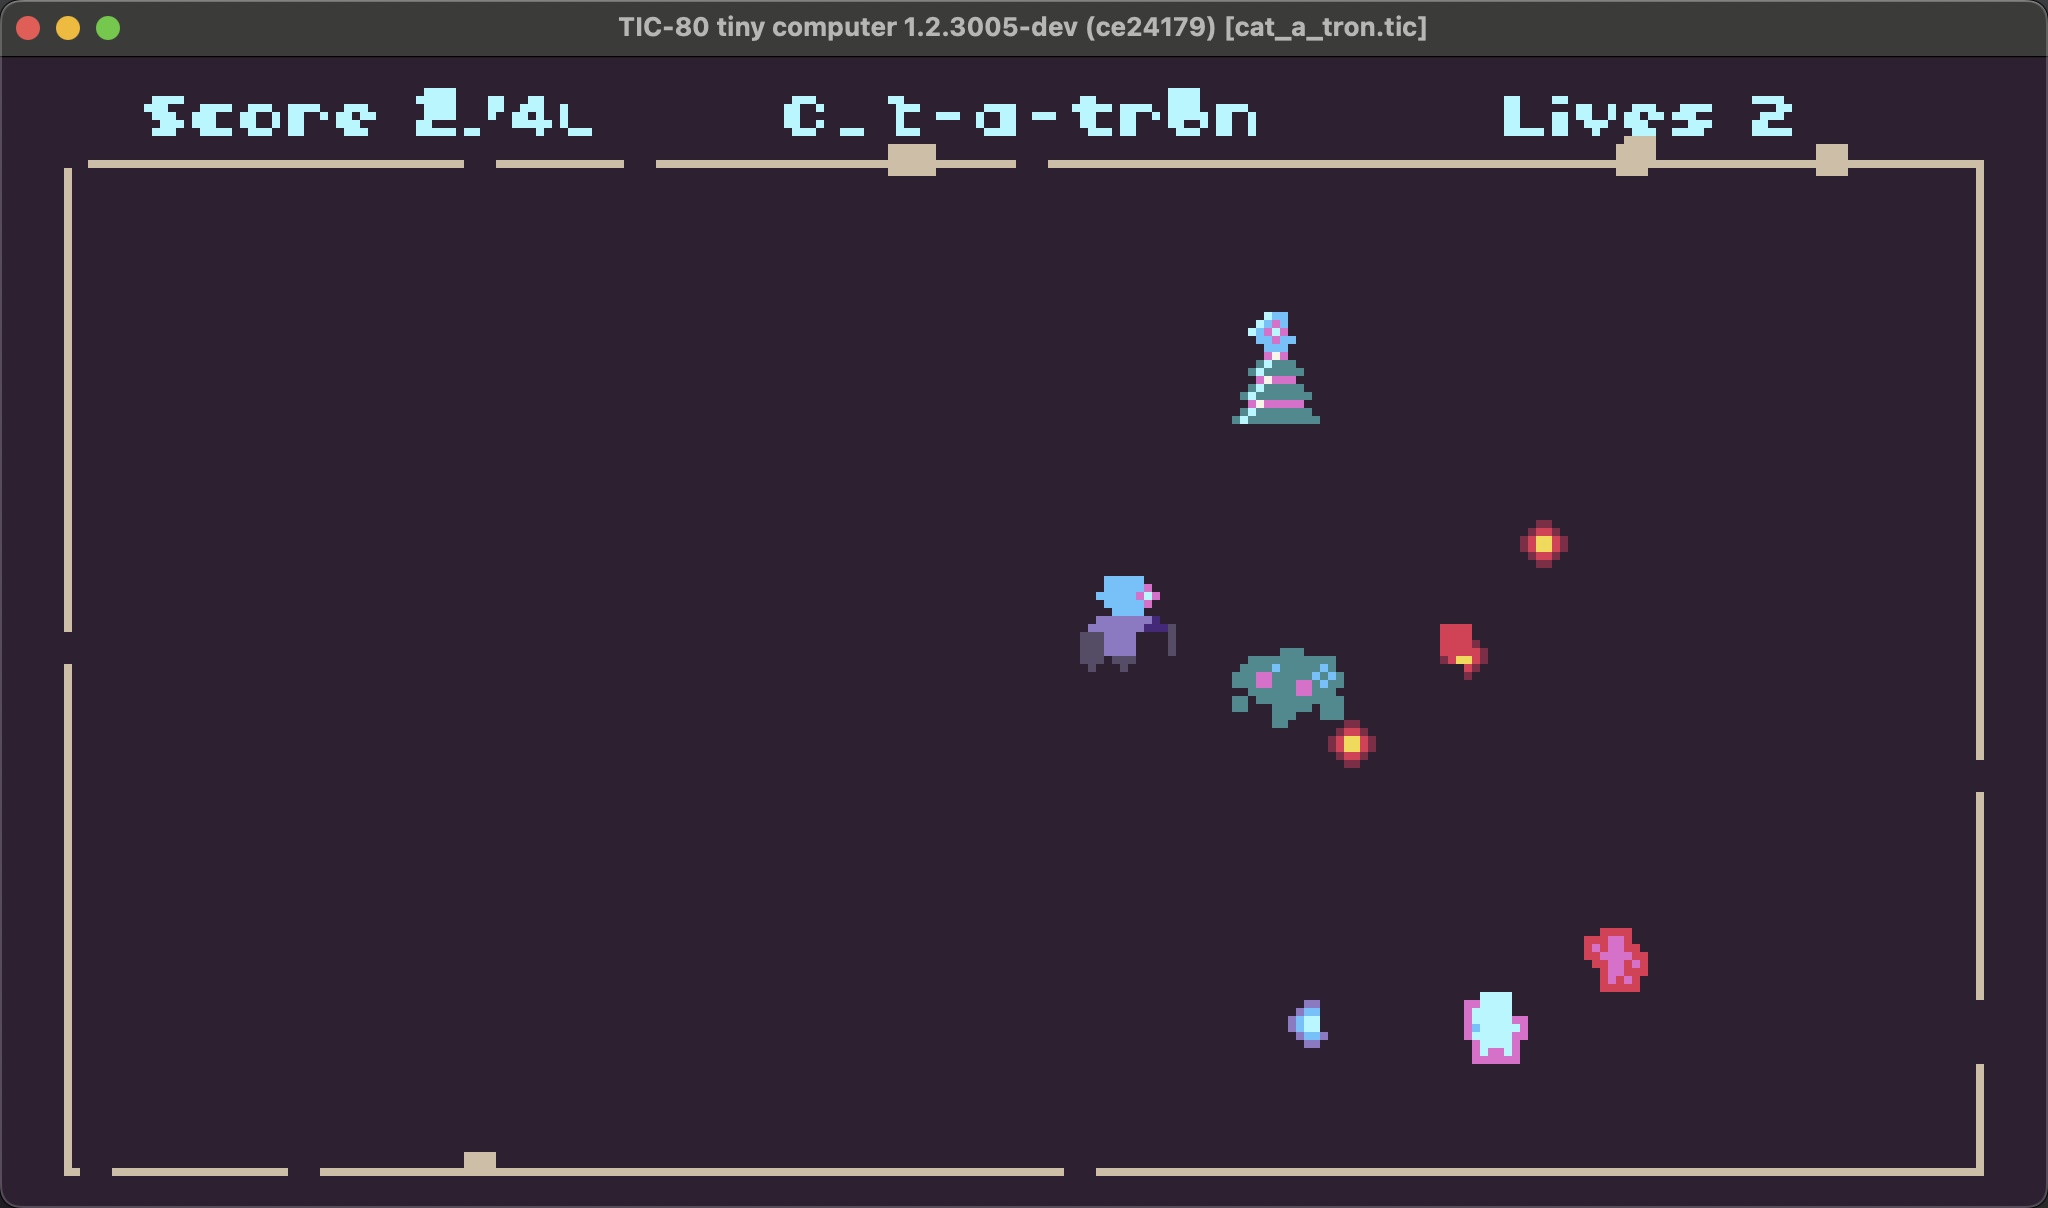 TIC-80 tiny computer 1.2.3005-dev (ce24179) [cat_a_tron.tic]
Score
Lives 2